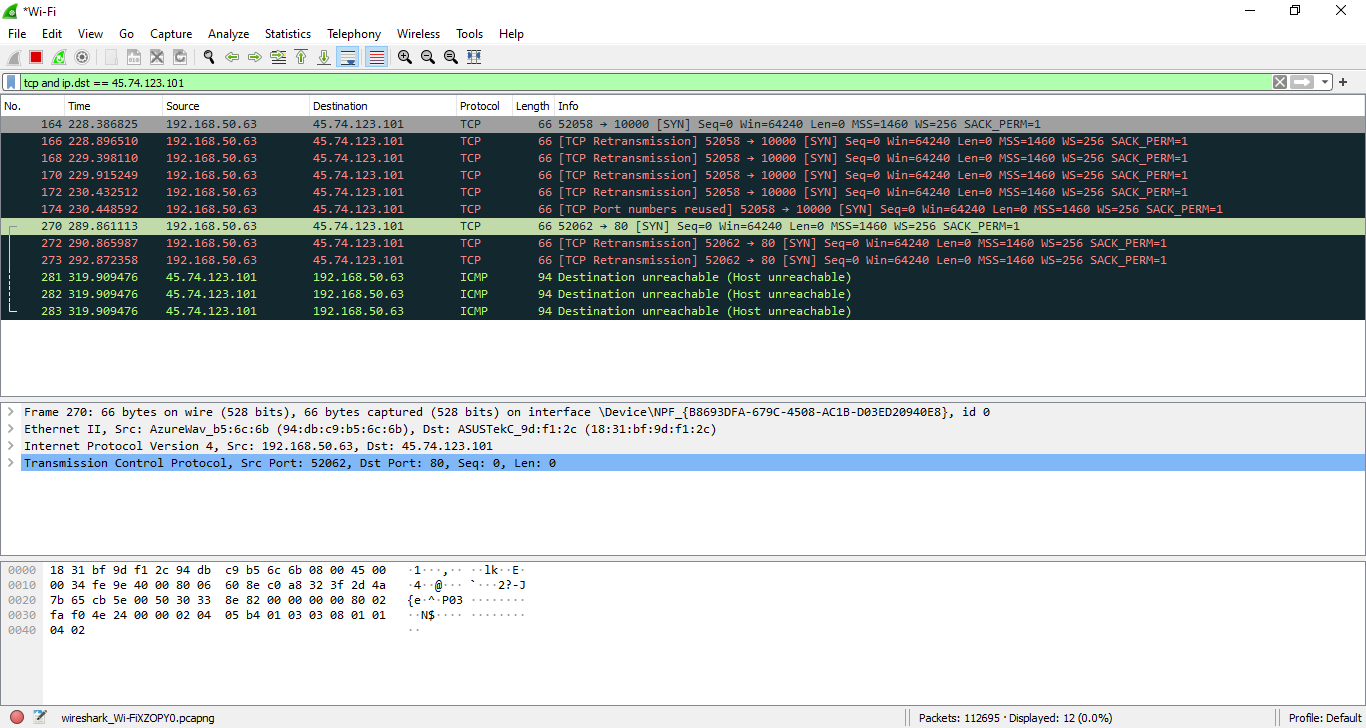 *Wi-Fi
File Edit View Go Capture Analyze Statistics Telephony Wireless Tools Help
tcp and ip.dst == 45.74.123.101
No. Time Source Destination Protocol Length Info
164 228.386825 192.168.50.63 45.74.123.101 TCP 66 52058 → 10000 [SYN] Seq=0 Win=64240 Len=0 MSS=1460 WS=256 SACK_PERM=1
166 228.896510 192.168.50.63 45.74.123.101 TCP 66 [TCP Retransmission] 52058 → 10000 [SYN] Seq=0 Win=64240 Len=0 MSS=1460 WS=256 SACK_PERM=1
168 229.398110 192.168.50.63 45.74.123.101 TCP 66 [TCP Retransmission] 52058 → 10000 [SYN] Seq=0 Win=64240 Len=0 MSS=1460 WS=256 SACK_PERM=1
170 229.915249 192.168.50.63 45.74.123.101 TCP 66 [TCP Retransmission] 52058 → 10000 [SYN] Seq=0 Win=64240 Len=0 MSS=1460 WS=256 SACK_PERM=1
172 230.432512 192.168.50.63 45.74.123.101 TCP 66 [TCP Retransmission] 52058 → 10000 [SYN] Seq=0 Win=64240 Len=0 MSS=1460 WS=256 SACK_PERM=1
174 230.448592 192.168.50.63 45.74.123.101 TCP 66 [TCP Port numbers reused] 52058 → 10000 [SYN] Seq=0 Win=64240 Len=0 MSS=1460 WS=256 SACK_PERM=1
270 289.861113 192.168.50.63 45.74.123.101 TCP 66 52062 → 80 [SYN] Seq=0 Win=64240 Len=0 MSS=1460 WS=256 SACK_PERM=1
272 290.865987 192.168.50.63 45.74.123.101 TCP 66 [TCP Retransmission] 52062 → 80 [SYN] Seq=0 Win=64240 Len=0 MSS=1460 WS=256 SACK_PERM=1
273 292.872358 192.168.50.63 45.74.123.101 TCP 66 [TCP Retransmission] 52062 → 80 [SYN] Seq=0 Win=64240 Len=0 MSS=1460 WS=256 SACK_PERM=1
281 319.909476 45.74.123.101 192.168.50.63 ICMP 94 Destination unreachable (Host unreachable)
282 319.909476 45.74.123.101 192.168.50.63 ICMP 94 Destination unreachable (Host unreachable)
283 319.909476 45.74.123.101 192.168.50.63 ICMP 94 Destination unreachable (Host unreachable)
Frame 270: 66 bytes on wire (528 bits), 66 bytes captured (528 bits) on interface \Device\NPF_{B8693DFA-679C-4508-AC1B-D03ED20940E8}, id 0
Ethernet II, Src: AzureWav_b5:6c:6b (94:db:c9:b5:6c:6b), Dst: ASUSTekC_9d:f1:2c (18:31:bf:9d:f1:2c)
Internet Protocol Version 4, Src: 192.168.50.63, Dst: 45.74.123.101
Transmission Control Protocol, Src Port: 52062, Dst Port: 80, Seq: 0, Len: 0
0000 18 31 bf 9d f1 2c 94 db c9 b5 6c 6b 08 00 45 00 ·1···,·· ··lk··E·
0010 00 34 fe 9e 40 00 80 06 60 8e c0 a8 32 3f 2d 4a ·4··@··· `···2?-J
0020 7b 65 cb 5e 00 50 30 33 8e 82 00 00 00 00 80 02 {e·^·P03 ········
0030 fa f0 4e 24 00 00 02 04 05 b4 01 03 03 08 01 01 ··N$···· ········
0040 04 02 ··
wireshark_Wi-FiXZOPY0.pcapng Packets: 112695 · Displayed: 12 (0.0%) Profile: Default